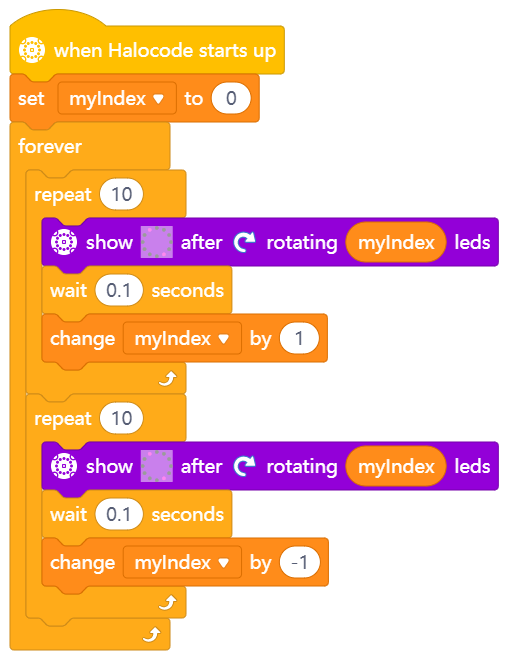 when Halocode starts up
set myIndex to 0
forever
repeat 10
show after rotating myIndex leds
wait 0.1 seconds
change myIndex by 1
repeat 10
show after rotating myIndex leds
wait 0.1 seconds
change myIndex by -1